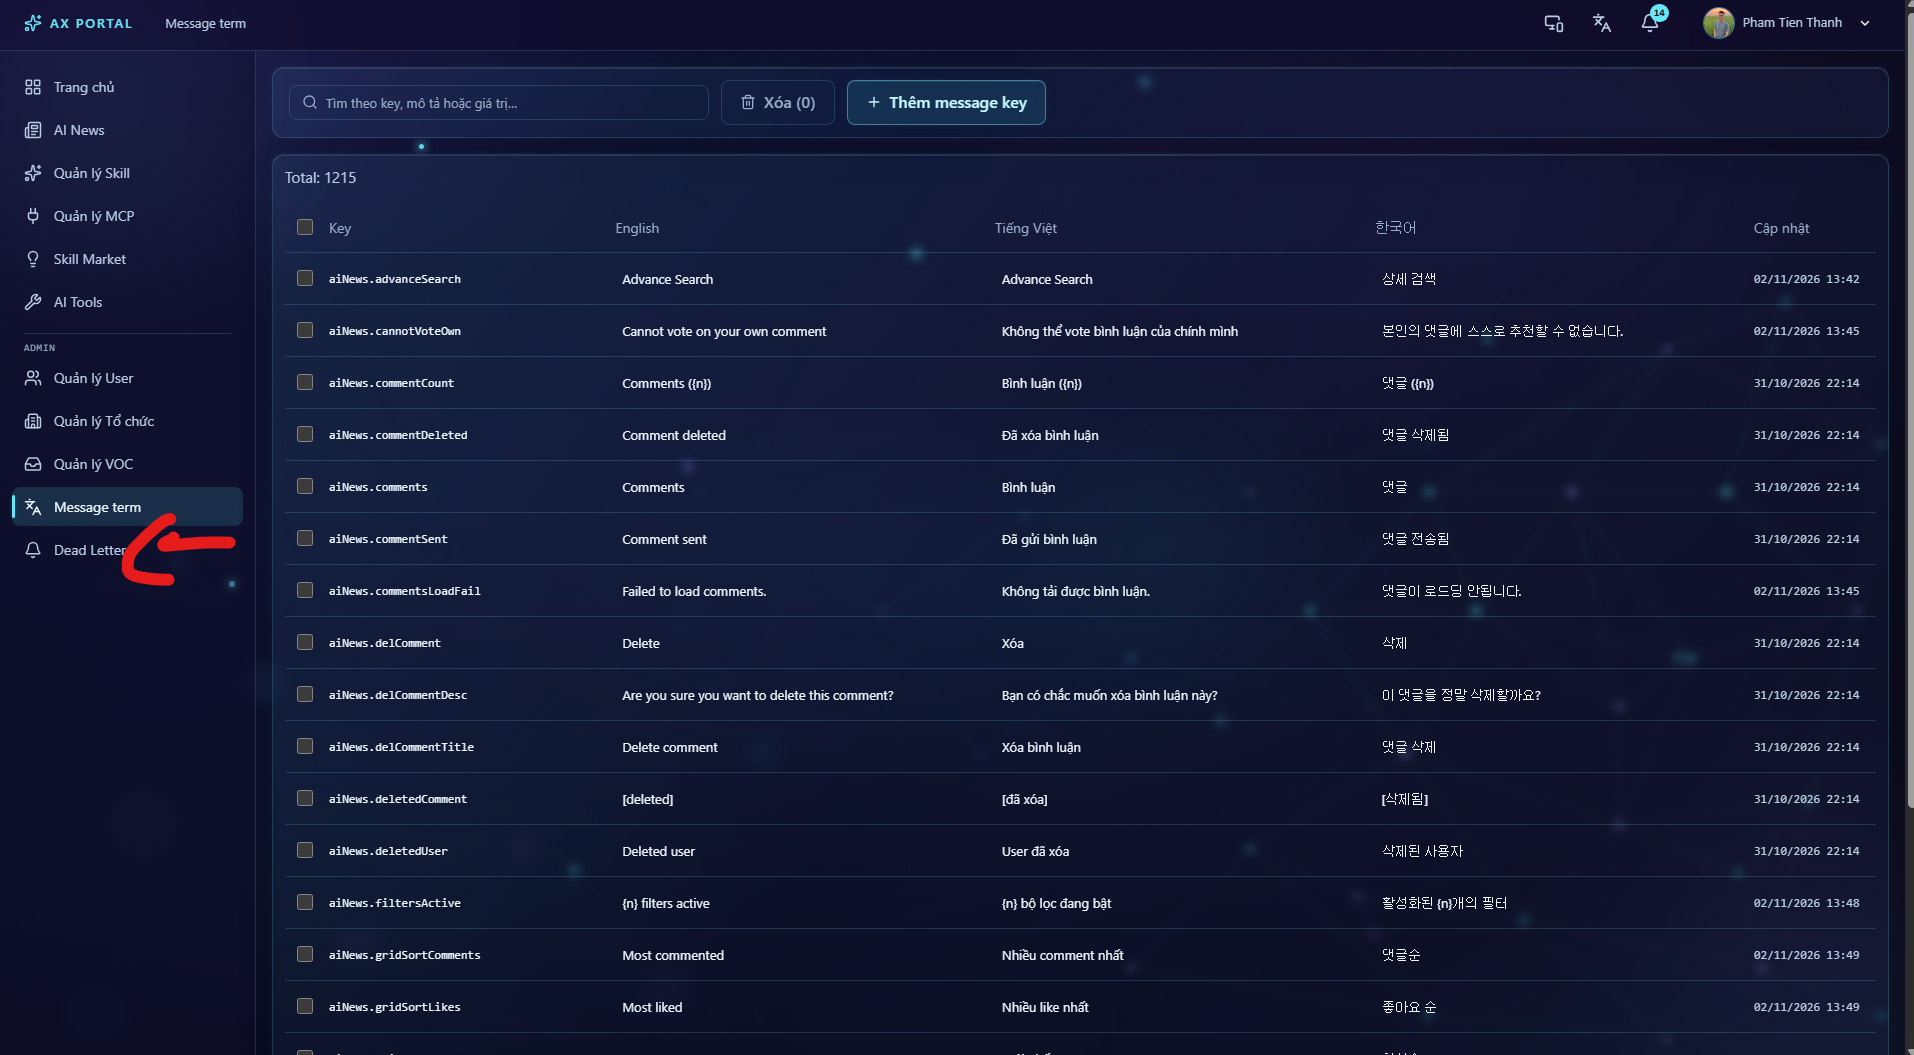 AX PORTAL
Message term
14
Pham Tien Thanh
Trang chủ
AI News
Quản lý Skill
Quản lý MCP
Skill Market
AI Tools
ADMIN
Quản lý User
Quản lý Tổ chức
Quản lý VOC
Message term
Dead Letter
Tìm theo key, mô tả hoặc giá trị...
Xóa (0)
+ Thêm message key
Total: 1215
Key English Tiếng Việt 한국어 Cập nhật
aiNews.advanceSearch Advance Search Advance Search 상세 검색 02/11/2026 13:42
aiNews.cannotVoteOwn Cannot vote on your own comment Không thể vote bình luận của chính mình 본인의 댓글에 스스로 추천할 수 없습니다. 02/11/2026 13:45
aiNews.commentCount Comments ({n}) Bình luận ({n}) 댓글 ({n}) 31/10/2026 22:14
aiNews.commentDeleted Comment deleted Đã xóa bình luận 댓글 삭제됨 31/10/2026 22:14
aiNews.comments Comments Bình luận 댓글 31/10/2026 22:14
aiNews.commentSent Comment sent Đã gửi bình luận 댓글 전송됨 31/10/2026 22:14
aiNews.commentsLoadFail Failed to load comments. Không tải được bình luận. 댓글이 로드딩 안됩니다. 02/11/2026 13:45
aiNews.delComment Delete Xóa 삭제 31/10/2026 22:14
aiNews.delCommentDesc Are you sure you want to delete this comment? Bạn có chắc muốn xóa bình luận này? 이 댓글을 정말 삭제할까요? 31/10/2026 22:14
aiNews.delCommentTitle Delete comment Xóa bình luận 댓글 삭제 31/10/2026 22:14
aiNews.deletedComment [deleted] [đã xóa] [삭제됨] 31/10/2026 22:14
aiNews.deletedUser Deleted user User đã xóa 삭제된 사용자 31/10/2026 22:14
aiNews.filtersActive {n} filters active {n} bộ lọc đang bật 활성화된 {n}개의 필터 02/11/2026 13:48
aiNews.gridSortComments Most commented Nhiều comment nhất 댓글순 02/11/2026 13:49
aiNews.gridSortLikes Most liked Nhiều like nhất 좋아요 순 02/11/2026 13:49